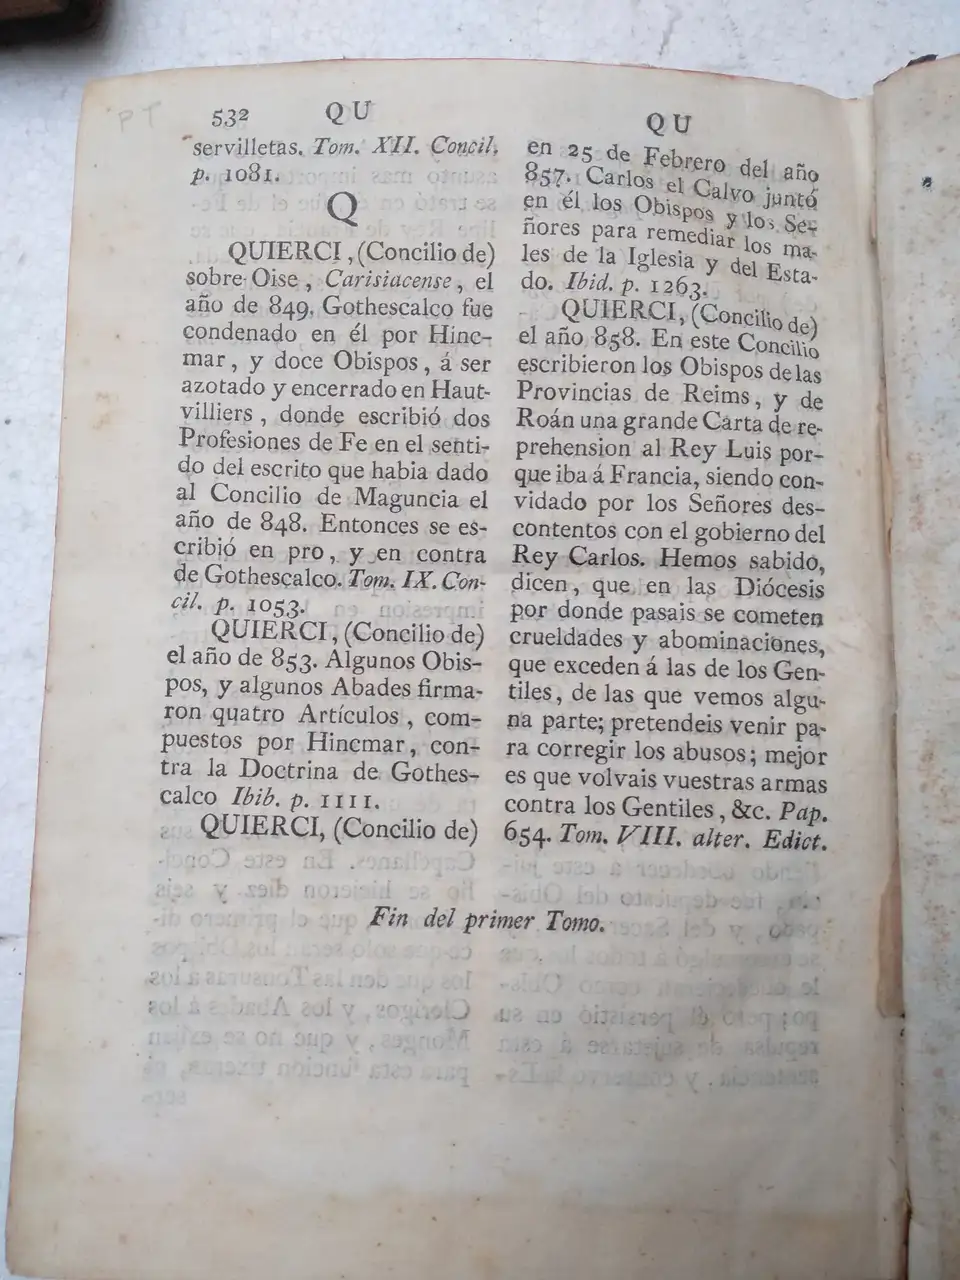 PT
532 QU
servilletas. Tom. XII. Concil.
p. 1081.
Q
QUIERCI, (Concilio de)
sobre Oise, Carisiacense, el
año de 849. Gothescalco fue
condenado en él por Hinc-
mar, y doce Obispos, á ser
azotado y encerrado en Haut-
villiers, donde escribió dos
Profesiones de Fe en el senti-
do del escrito que habia dado
al Concilio de Maguncia el
año de 848. Entonces se es-
cribió en pro, y en contra
de Gothescalco. Tom. IX. Con-
cil. p. 1053.
QUIERCI, (Concilio de)
el año de 853. Algunos Obis-
pos, y algunos Abades firma-
ron quatro Artículos, com-
puestos por Hincmar, con-
tra la Doctrina de Gothes-
calco Ibib. p. 1111.
QUIERCI, (Concilio de)
QU
en 25 de Febrero del año
857. Carlos el Calvo juntó
en él los Obispos y los Se-
ñores para remediar los ma-
les de la Iglesia y del Esta-
do. Ibid. p. 1263.
QUIERCI, (Concilio de)
el año 858. En este Concilio
escribieron los Obispos de las
Provincias de Reims, y de
Roán una grande Carta de re-
prehension al Rey Luis por-
que iba á Francia, siendo con-
vidado por los Señores des-
contentos con el gobierno del
Rey Carlos. Hemos sabido,
dicen, que en las Diócesis
por donde pasais se cometen
crueldades y abominaciones,
que exceden á las de los Gen-
tiles, de las que vemos algu-
na parte; pretendeis venir pa-
ra corregir los abusos; mejor
es que volvais vuestras armas
contra los Gentiles, &c. Pap.
654. Tom. VIII. alter. Edict.
Fin del primer Tomo.